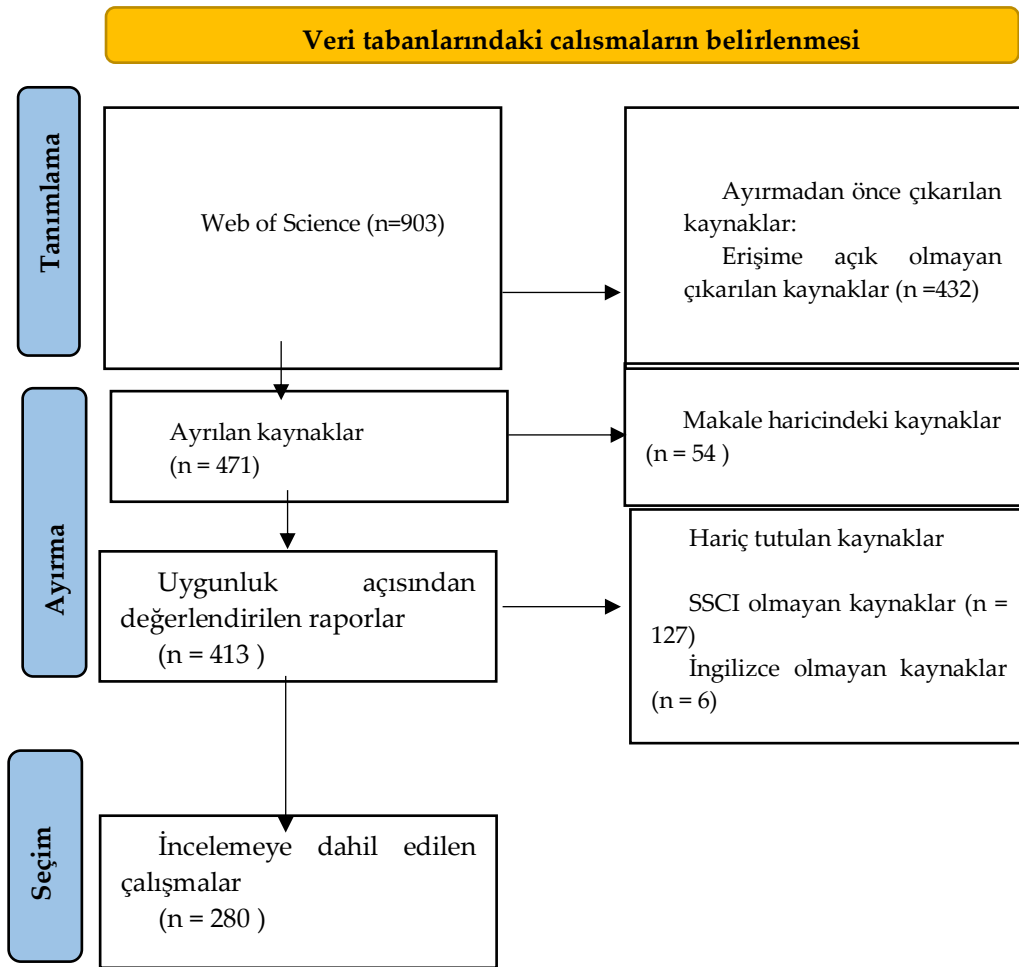 Veri tabanlarındaki calısmaların belirlenmesi
Tanımlama
Web of Science (n=903)
Ayırmadan önce çıkarılan
kaynaklar:
Erişime açık olmayan
çıkarılan kaynaklar (n =432)
Ayırma
Ayrılan kaynaklar
(n = 471)
Makale haricindeki kaynaklar
(n = 54 )
Uygunluk açısından
değerlendirilen raporlar
(n = 413 )
Hariç tutulan kaynaklar
SSCI olmayan kaynaklar (n =
127)
İngilizce olmayan kaynaklar
(n = 6)
Seçim
İncelemeye dahil edilen
çalışmalar
(n = 280 )